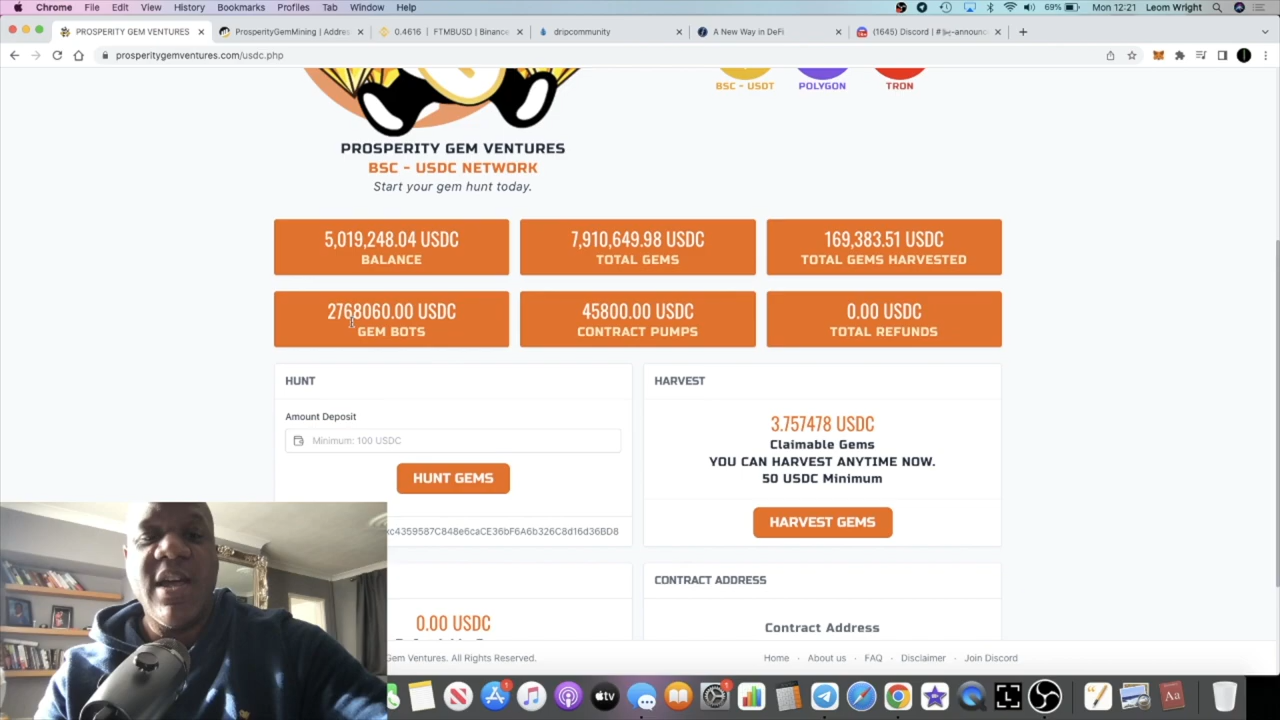 Chrome File Edit View History Bookmarks Profiles Tab Window Help
69% Mon 12:21 Leom Wright
PROSPERITY GEM VENTURES
ProsperityGemMining | Addres
0.4616 | FTMBUSD | Binance
dripcommunity
A New Way in DeFi
prosperitygemventures.com/usdc.php
BSC - USDT POLYGON TRON
PROSPERITY GEM VENTURES
BSC - USDC NETWORK
Start your gem hunt today.
5,019,248.04 USDC
BALANCE
7,910,649.98 USDC
TOTAL GEMS
169,383.51 USDC
TOTAL GEMS HARVESTED
2768060.00 USDC
GEM BOTS
45800.00 USDC
CONTRACT PUMPS
0.00 USDC
TOTAL REFUNDS
HUNT
Amount Deposit
Minimum: 100 USDC
HUNT GEMS
HARVEST
3.757478 USDC
Claimable Gems
YOU CAN HARVEST ANYTIME NOW.
50 USDC Minimum
HARVEST GEMS
xc4359587C848e6caCE36bF6A6b326C8d16d36BD8
0.00 USDC
CONTRACT ADDRESS
Contract Address
Gem Ventures. All Rights Reserved.
Home · About us · FAQ · Disclaimer · Join Discord
tv
Aa